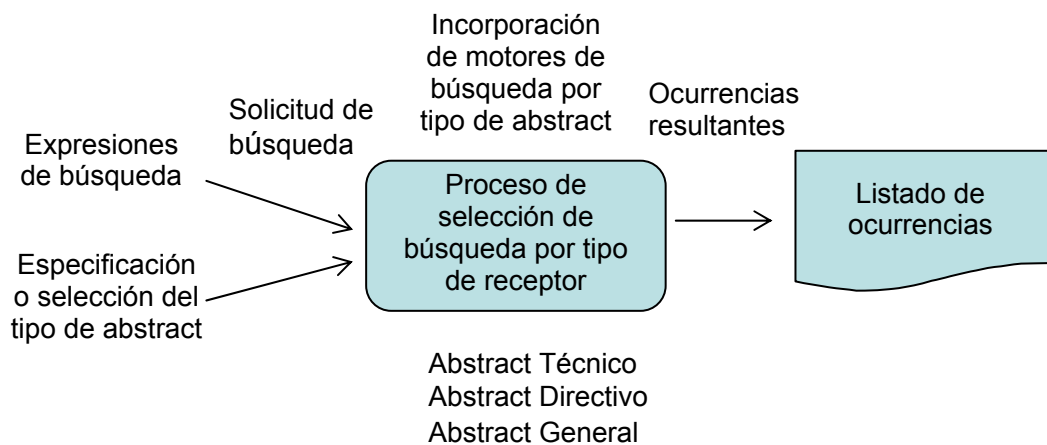 Expresiones
de búsqueda
Especificación
o selección del
tipo de abstract
Solicitud de
búsqueda
Incorporación
de motores de
búsqueda por
tipo de abstract
Proceso de
selección de
búsqueda por tipo
de receptor
Abstract Técnico
Abstract Directivo
Abstract General
Ocurrencias
resultantes
Listado de
ocurrencias